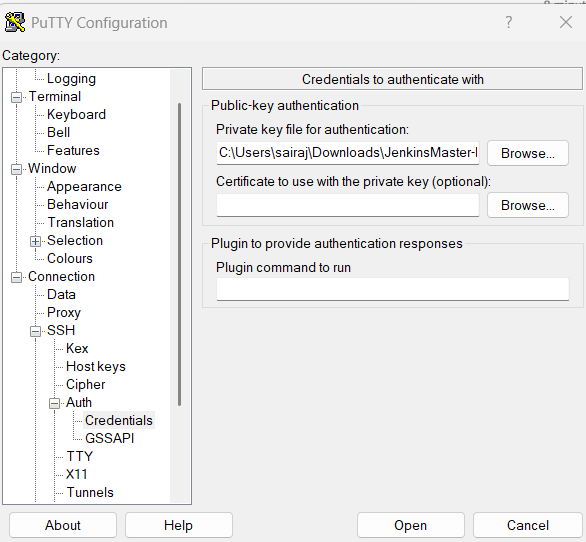 PuTTY Configuration
Category:
Logging
Terminal
Keyboard
Bell
Features
Window
Appearance
Behaviour
Translation
Selection
Colours
Connection
Data
Proxy
SSH
Kex
Host keys
Cipher
Auth
Credentials
GSSAPI
TTY
X11
Tunnels
Credentials to authenticate with
Public-key authentication
Private key file for authentication:
C:\Users\sairaj\Downloads\JenkinsMaster-
Browse...
Certificate to use with the private key (optional):
Browse...
Plugin to provide authentication responses
Plugin command to run
About
Help
Open
Cancel